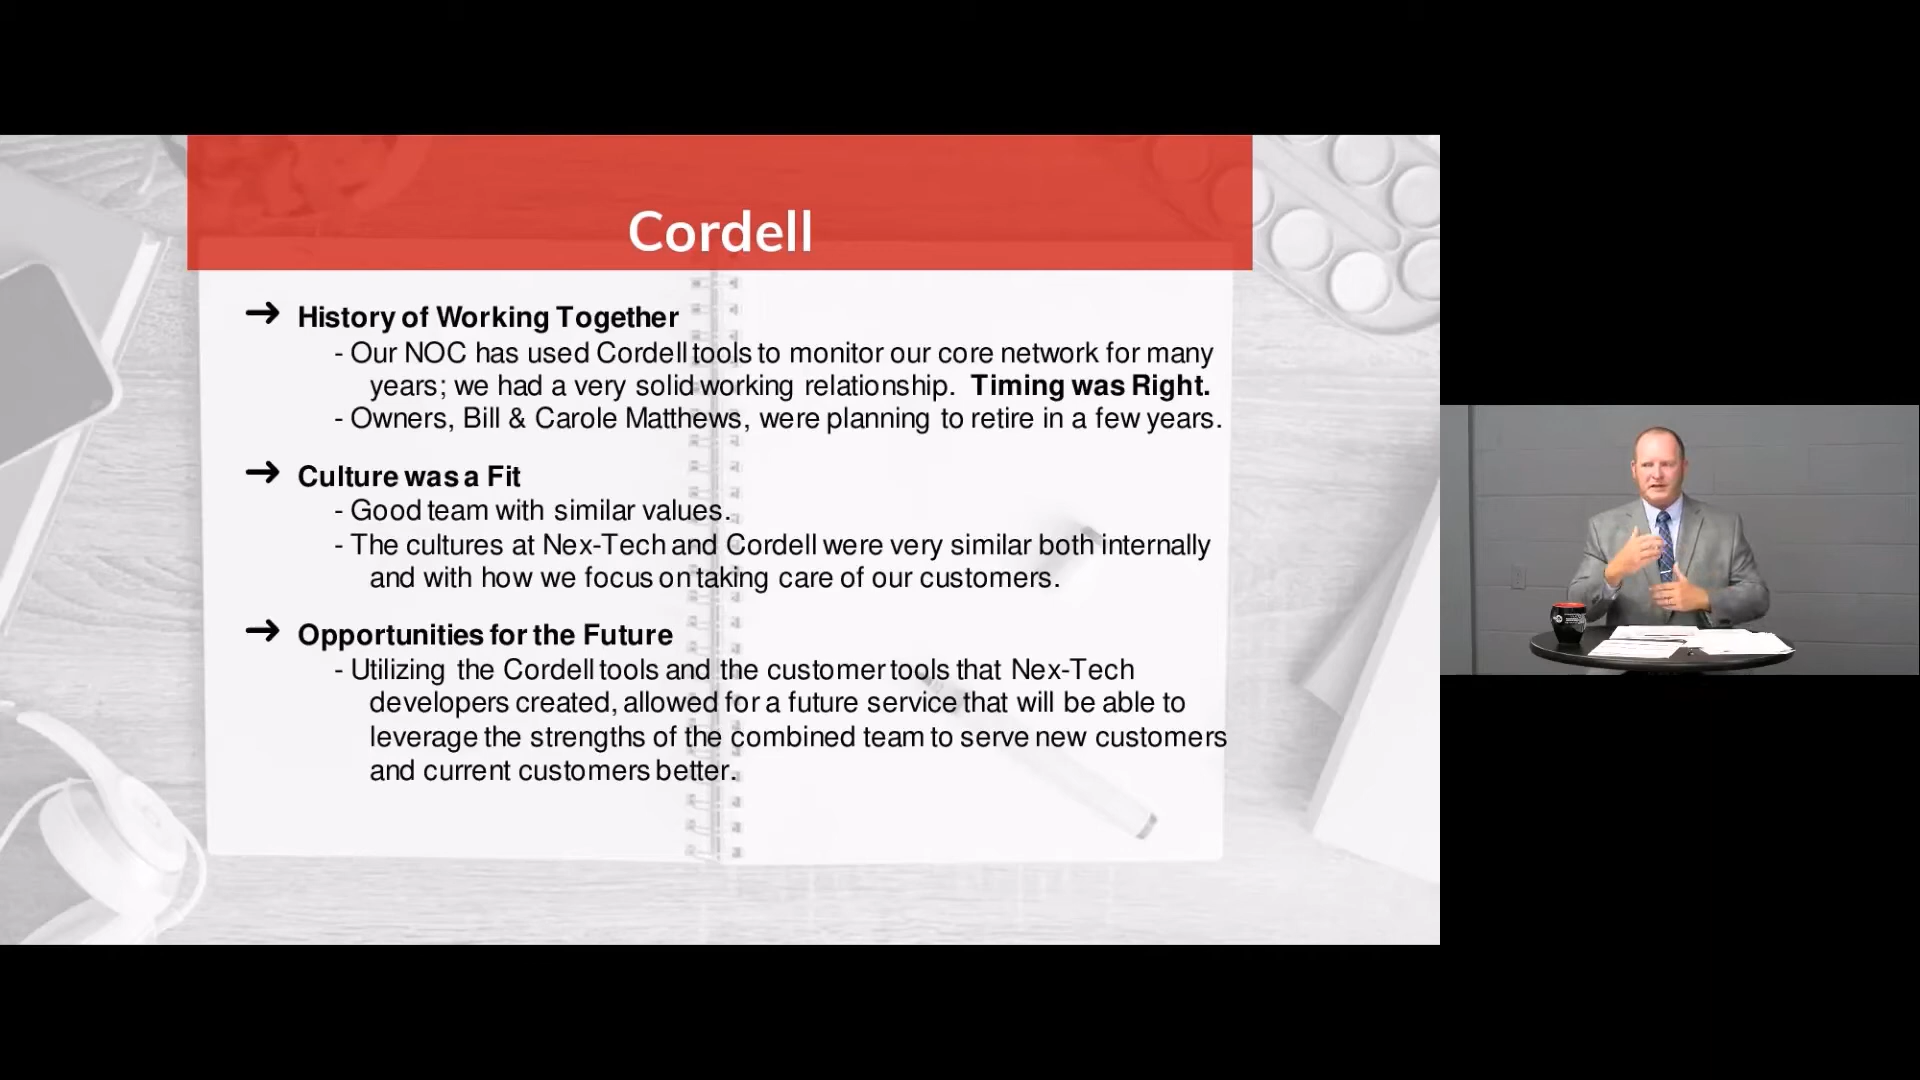 Cordell
→ History of Working Together
- Our NOC has used Cordell tools to monitor our core network for many
years; we had a very solid working relationship. Timing was Right.
- Owners, Bill & Carole Matthews, were planning to retire in a few years.
→ Culture was a Fit
- Good team with similar values.
- The cultures at Nex-Tech and Cordell were very similar both internally
and with how we focus on taking care of our customers.
→ Opportunities for the Future
- Utilizing the Cordell tools and the customer tools that Nex-Tech
developers created, allowed for a future service that will be able to
leverage the strengths of the combined team to serve new customers
and current customers better.